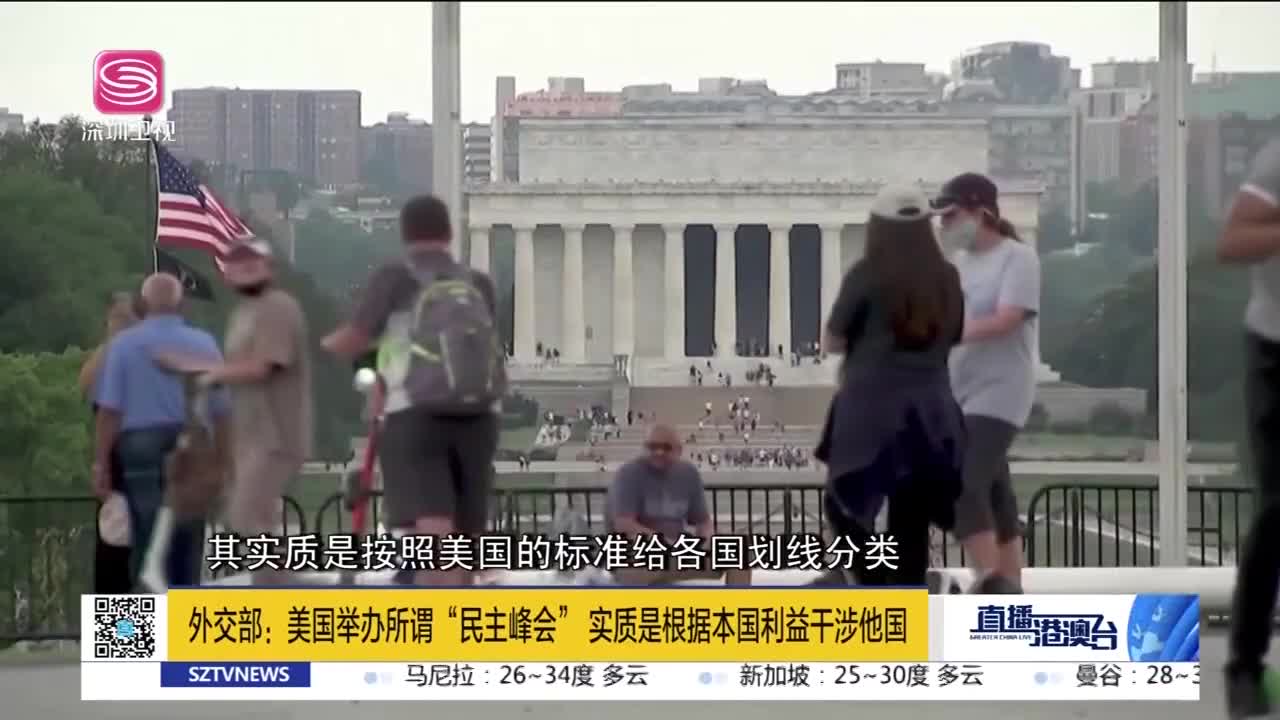 深圳卫视
其实质是按照美国的标准给各国划线分类
外交部：美国举办所谓“民主峰会” 实质是根据本国利益干涉他国
直播港澳台
GREATER CHINA LIVE
SZTVNEWS
马尼拉：26~34度 多云 新加坡：25~30度 多云 曼谷：28~3